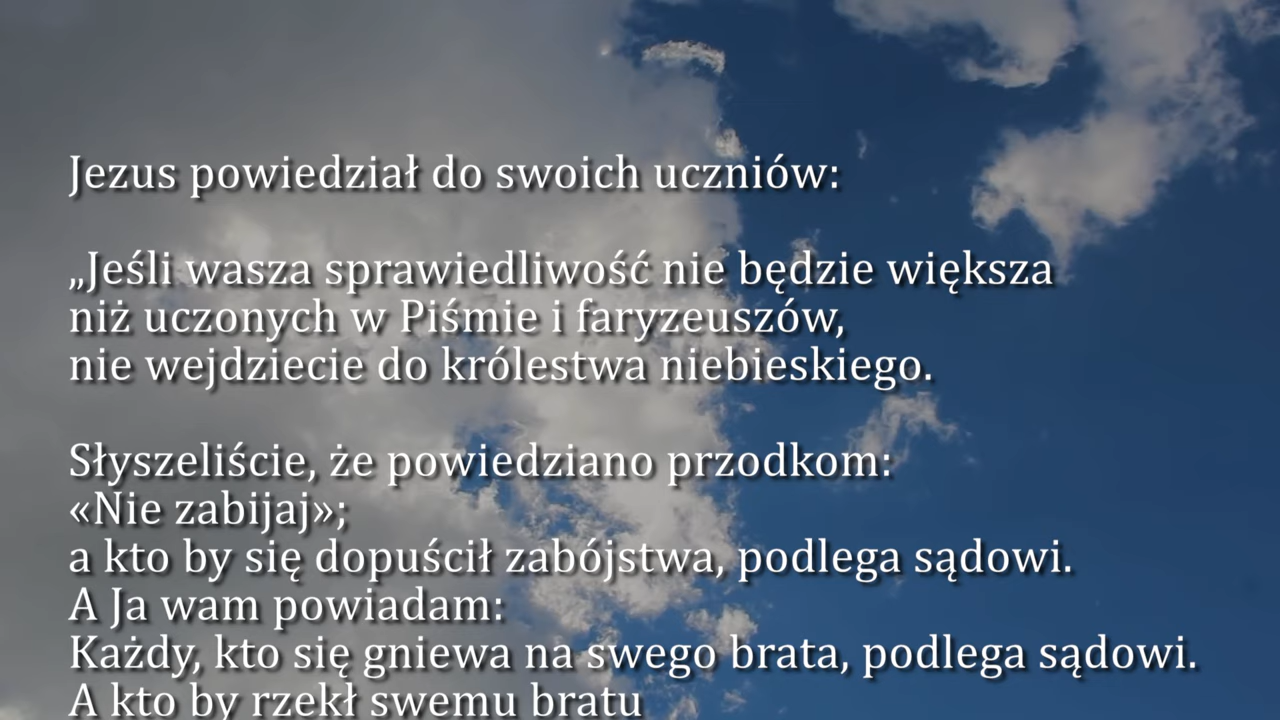 Jezus powiedział do swoich uczniów:
„Jeśli wasza sprawiedliwość nie będzie większa
niż uczonych w Piśmie i faryzeuszów,
nie wejdziecie do królestwa niebieskiego.
Słyszeliście, że powiedziano przodkom:
«Nie zabijaj»;
a kto by się dopuścił zabójstwa, podlega sądowi.
A Ja wam powiadam:
Każdy, kto się gniewa na swego brata, podlega sądowi.
A kto by rzekł swemu bratu